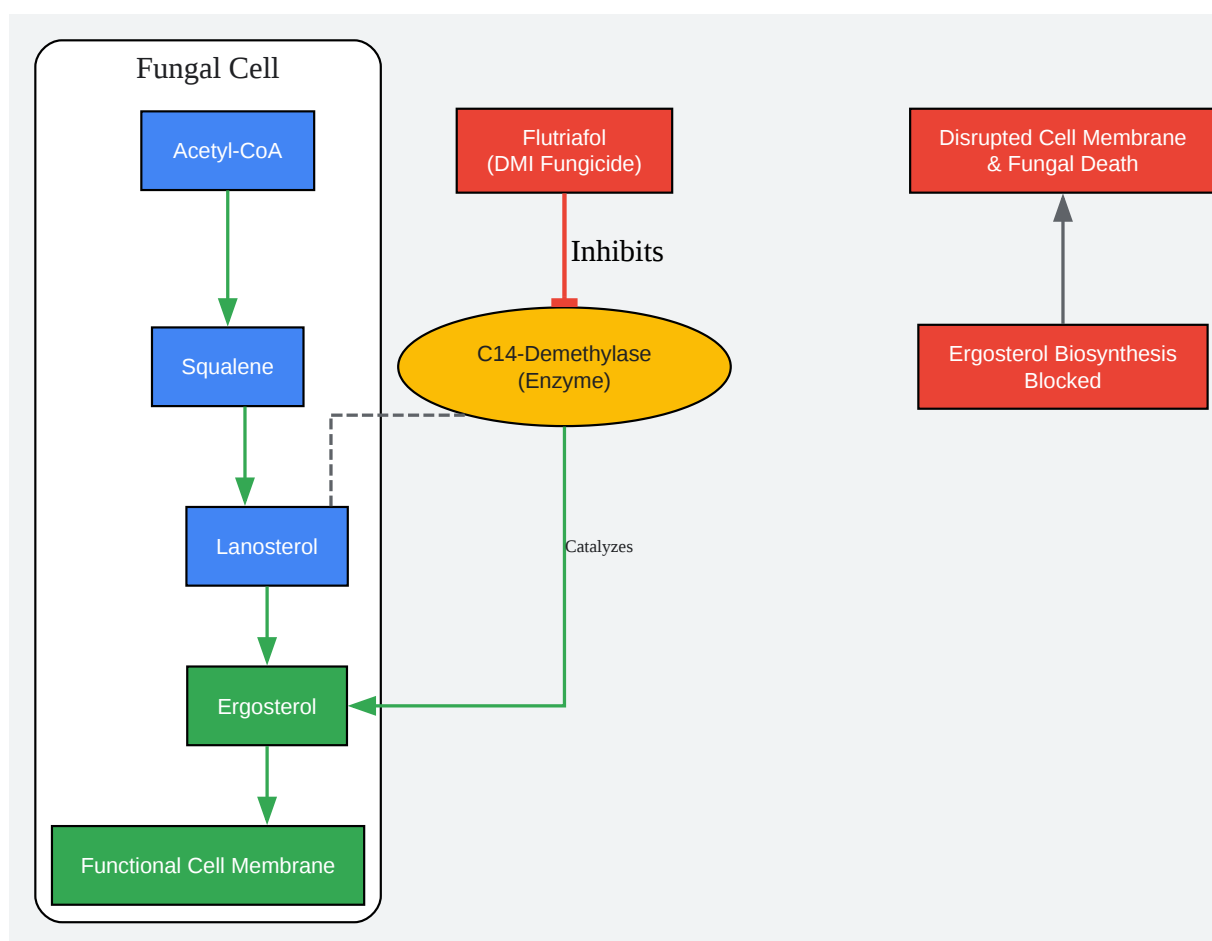 Fungal Cell
Acetyl-CoA
Squalene
Lanosterol
Ergosterol
Functional Cell Membrane
Flutriafol
(DMI Fungicide)
Inhibits
C14-Demethylase
(Enzyme)
Catalyzes
Disrupted Cell Membrane
& Fungal Death
Ergosterol Biosynthesis
Blocked